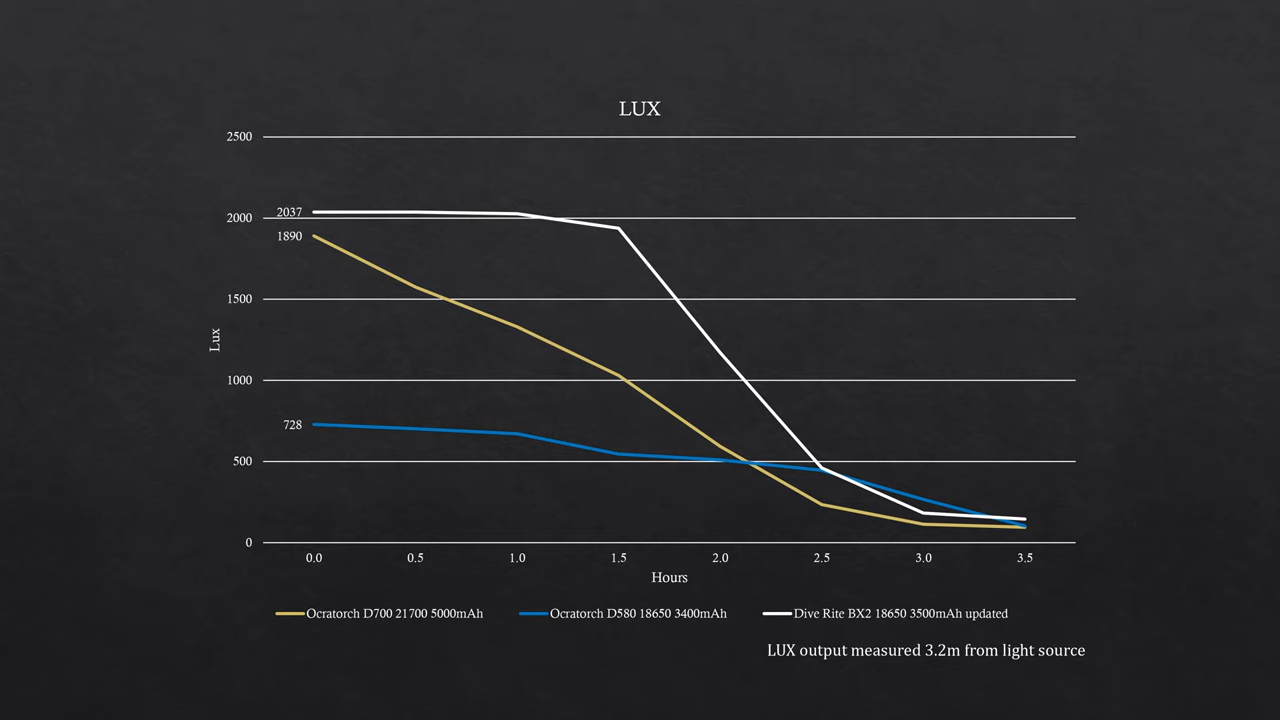 LUX
2500
2037
2000
1890
1500
Lux
1000
728
500
0
0.0 0.5 1.0 1.5 2.0 2.5 3.0 3.5
Hours
Ocratorch D700 21700 5000mAh Ocratorch D580 18650 3400mAh Dive Rite BX2 18650 3500mAh updated
LUX output measured 3.2m from light source